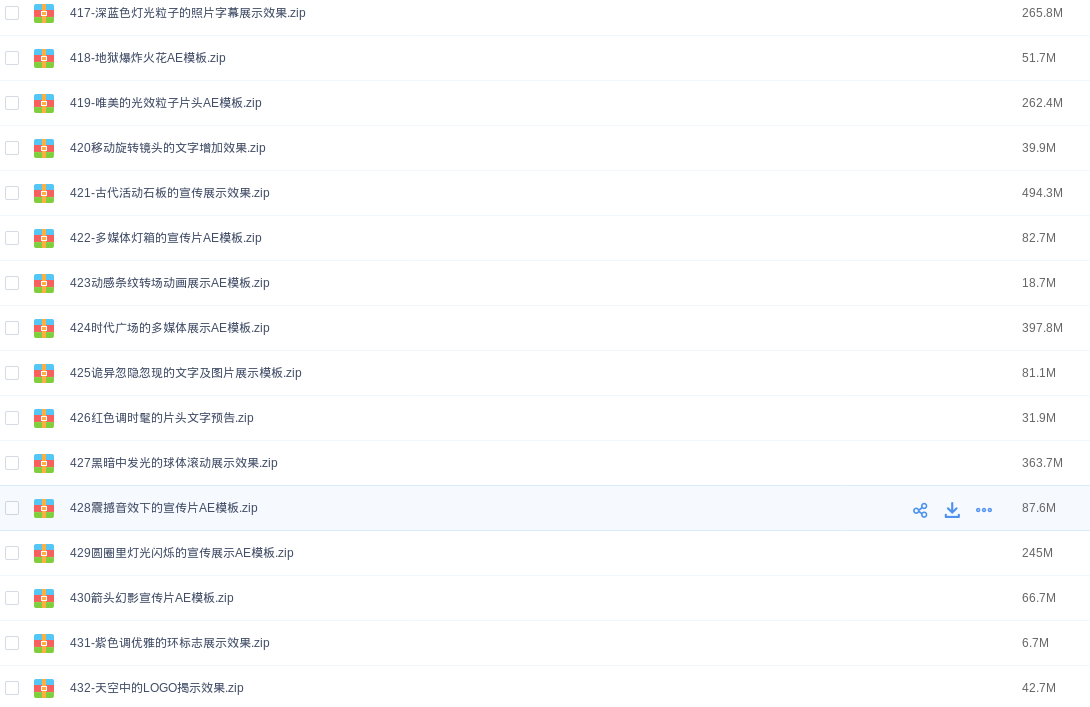 417-深蓝色灯光粒子的照片字幕展示效果.zip 265.8M
418-地狱爆炸火花AE模板.zip 51.7M
419-唯美的光效粒子片头AE模板.zip 262.4M
420移动旋转镜头的文字增加效果.zip 39.9M
421-古代活动石板的宣传展示效果.zip 494.3M
422-多媒体灯箱的宣传片AE模板.zip 82.7M
423动感条纹转场动画展示AE模板.zip 18.7M
424时代广场的多媒体展示AE模板.zip 397.8M
425诡异忽隐忽现的文字及图片展示模板.zip 81.1M
426红色调时髦的片头文字预告.zip 31.9M
427黑暗中发光的球体滚动展示效果.zip 363.7M
428震撼音效下的宣传片AE模板.zip 87.6M
429圆圈里灯光闪烁的宣传展示AE模板.zip 245M
430箭头幻影宣传片AE模板.zip 66.7M
431-紫色调优雅的环标志展示效果.zip 6.7M
432-天空中的LOGO揭示效果.zip 42.7M